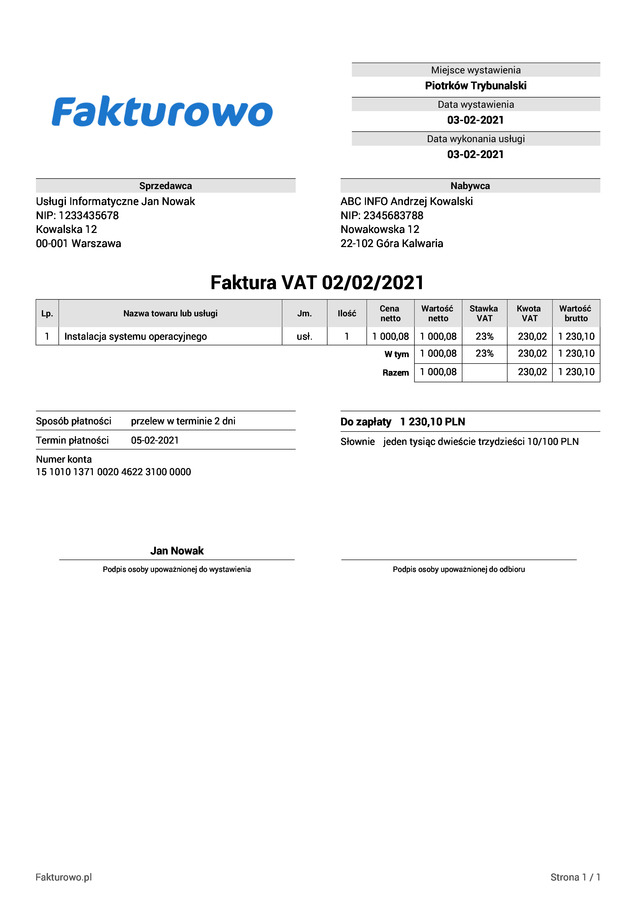 Fakturowo
Miejsce wystawienia
Piotrków Trybunalski
Data wystawienia
03-02-2021
Data wykonania usługi
03-02-2021
Sprzedawca
Usługi Informatyczne Jan Nowak
NIP: 1233435678
Kowalska 12
00-001 Warszawa
Nabywca
ABC INFO Andrzej Kowalski
NIP: 2345683788
Nowakowska 12
22-102 Góra Kalwaria
Faktura VAT 02/02/2021
Lp. Nazwa towaru lub usługi Jm. Ilość Cena netto Wartość netto Stawka VAT Kwota VAT Wartość brutto
1 Instalacja systemu operacyjnego usł. 1 1 000,08 1 000,08 23% 230,02 1 230,10
W tym 1 000,08 23% 230,02 1 230,10
Razem 1 000,08 230,02 1 230,10
Sposób płatności przelew w terminie 2 dni
Termin płatności 05-02-2021
Numer konta
15 1010 1371 0020 4622 3100 0000
Do zapłaty 1 230,10 PLN
Słownie jeden tysiąc dwieście trzydzieści 10/100 PLN
Jan Nowak
Podpis osoby upoważnionej do wystawienia
Podpis osoby upoważnionej do odbioru
Fakturowo.pl
Strona 1 / 1